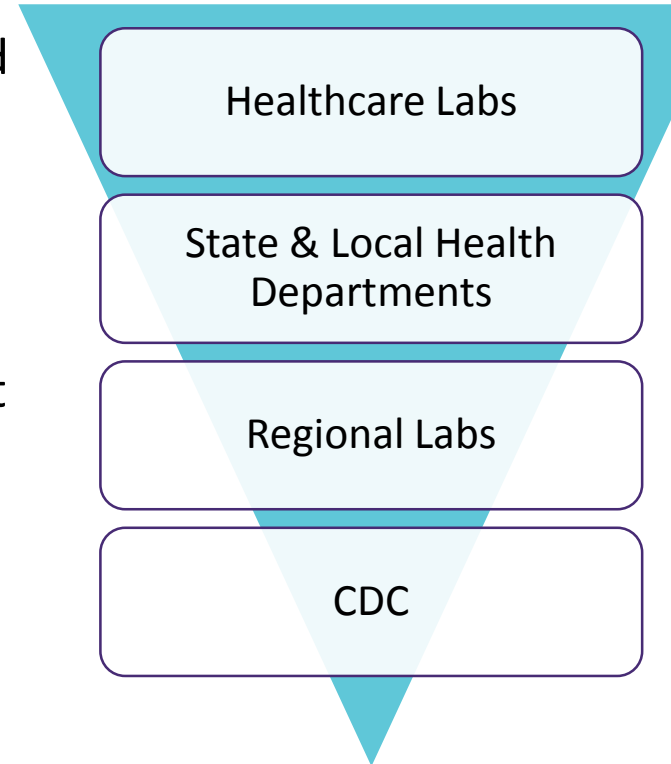 d
Healthcare Labs
State & Local Health
Departments
t
Regional Labs
CDC